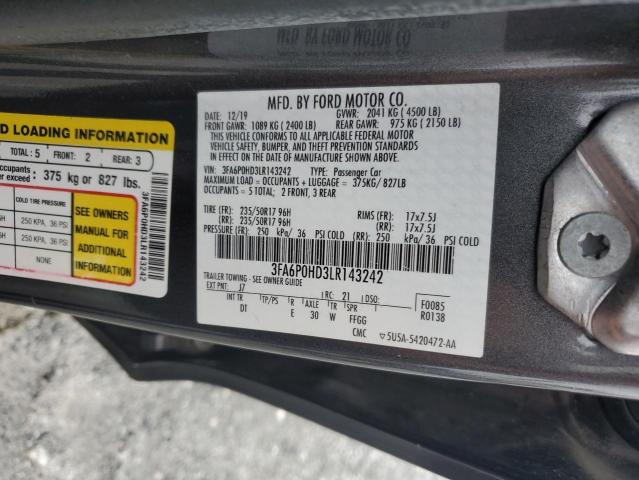 MFD. BY FORD MOTOR CO.
D LOADING INFORMATION
TOTAL: 5 FRONT: 2 REAR: 3
exceed: 375 kg or 827 lbs.
COLD TIRE PRESSURE
250 KPA, 36 PSI
250 KPA, 36 PSI
NONE
SEE OWNERS
MANUAL FOR
ADDITIONAL
INFORMATION
3FA6P0HD3LR143242
MFD. BY FORD MOTOR CO.
DATE: 12/19 GVWR: 2041 KG ( 4500 LB)
FRONT GAWR: 1089 KG ( 2400 LB) REAR GAWR: 975 KG ( 2150 LB)
THIS VEHICLE CONFORMS TO ALL APPLICABLE FEDERAL MOTOR
VEHICLE SAFETY, BUMPER, AND THEFT PREVENTION STANDARDS
IN EFFECT ON THE DATE OF MANUFACTURE SHOWN ABOVE.
VIN: 3FA6P0HD3LR143242 TYPE: Passenger Car
MAXIMUM LOAD = OCCUPANTS + LUGGAGE = 375KG/827LB
OCCUPANTS = 5 TOTAL; 2 FRONT, 3 REAR
TIRE (FR): 235/50R17 96H RIMS (FR): 17x7.5J
(RR): 235/50R17 96H (RR): 17x7.5J
PRESSURE (FR): 250 kPa/ 36 PSI COLD (RR): 250 kPa/ 36 PSI COLD
3FA6P0HD3LR143242
TRAILER TOWING - SEE OWNER GUIDE
EXT PNT: J7 RC: 21 DSO: F0085
INT TR TP/PS R AXLE TR SPR R0138
DT E 30 W FFGG
CMC 5U5A-5420472-AA